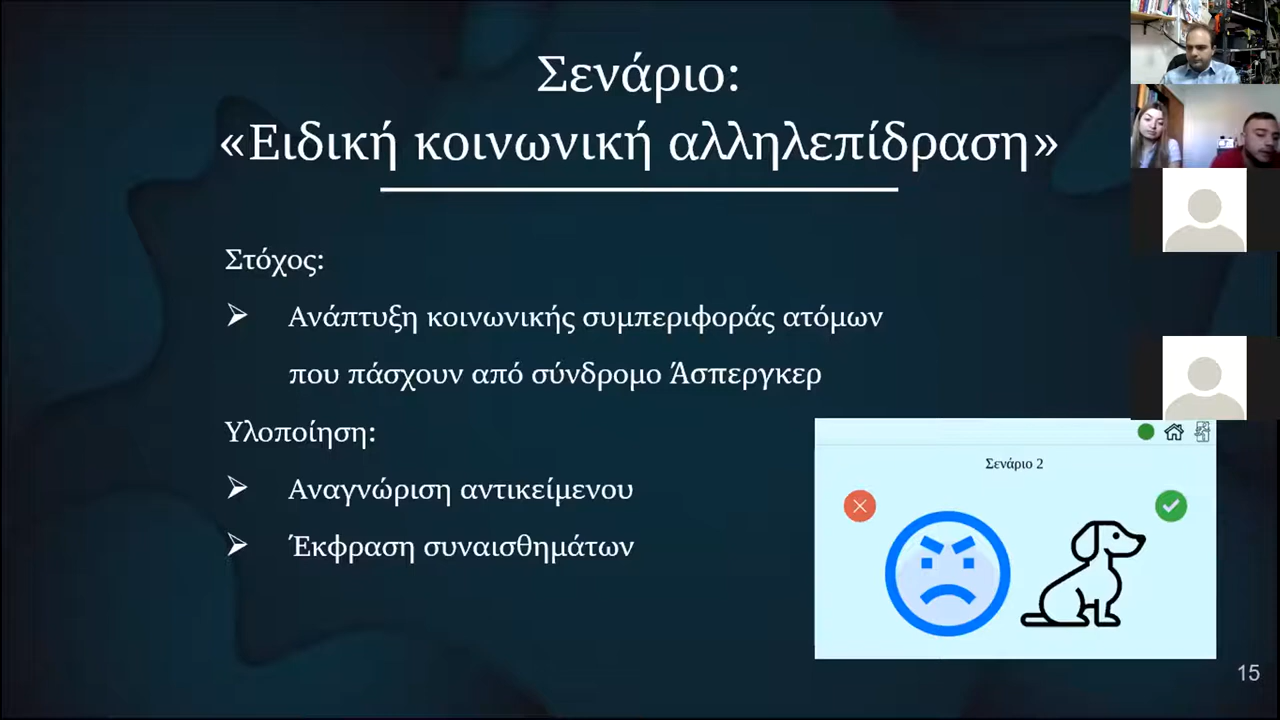 Σενάριο:
«Ειδική κοινωνική αλληλεπίδραση»
Στόχος:
➢ Ανάπτυξη κοινωνικής συμπεριφοράς ατόμων
που πάσχουν από σύνδρομο Άσπεργκερ
Υλοποίηση:
➢ Αναγνώριση αντικείμενου
➢ Έκφραση συναισθημάτων
Σενάριο 2
15